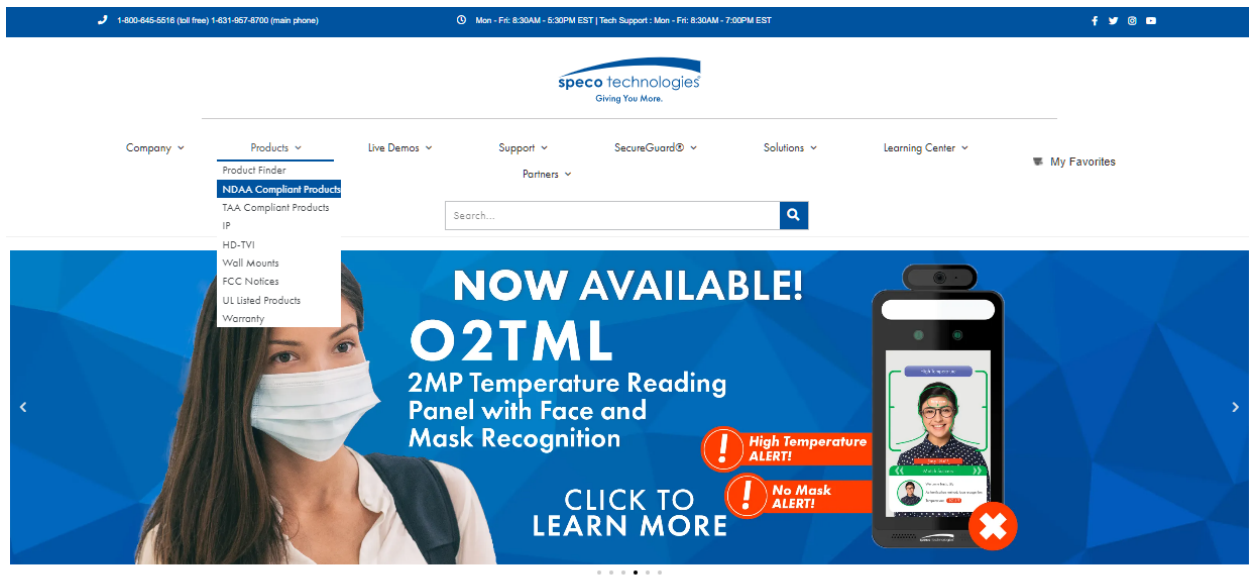 1-800-645-5516 (toll free) 1-631-957-8700 (main phone)
Mon - Fri: 8:30AM - 5:30PM EST | Tech Support : Mon - Fri: 8:30AM - 7:00PM EST
speco technologies®
Giving You More.
Company
Products
Live Demos
Support
SecureGuard®
Solutions
Learning Center
Partners
My Favorites
Product Finder
NDAA Compliant Products
TAA Compliant Products
IP
HD-TVI
Wall Mounts
FCC Notices
UL Listed Products
Warranty
Search...
NOW AVAILABLE!
O2TML
2MP Temperature Reading
Panel with Face and
Mask Recognition
High Temperature
ALERT!
No Mask
ALERT!
CLICK TO
LEARN MORE
speco technologies